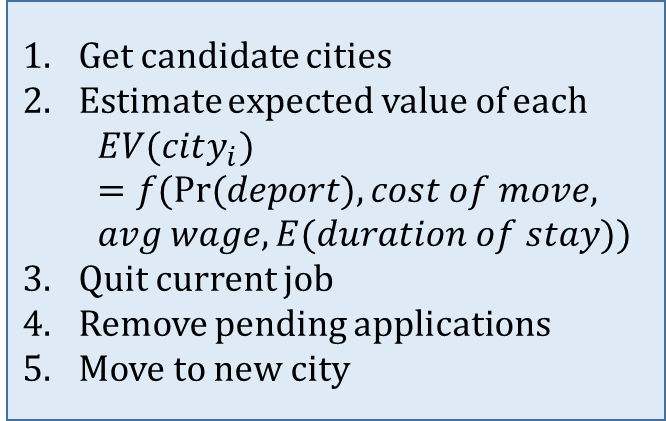 1. Get candidate cities
2. Estimate expected value of each
EV(cityᵢ)
= f(Pr(deport), cost of move,
avg wage, E(duration of stay))
3. Quit current job
4. Remove pending applications
5. Move to new city